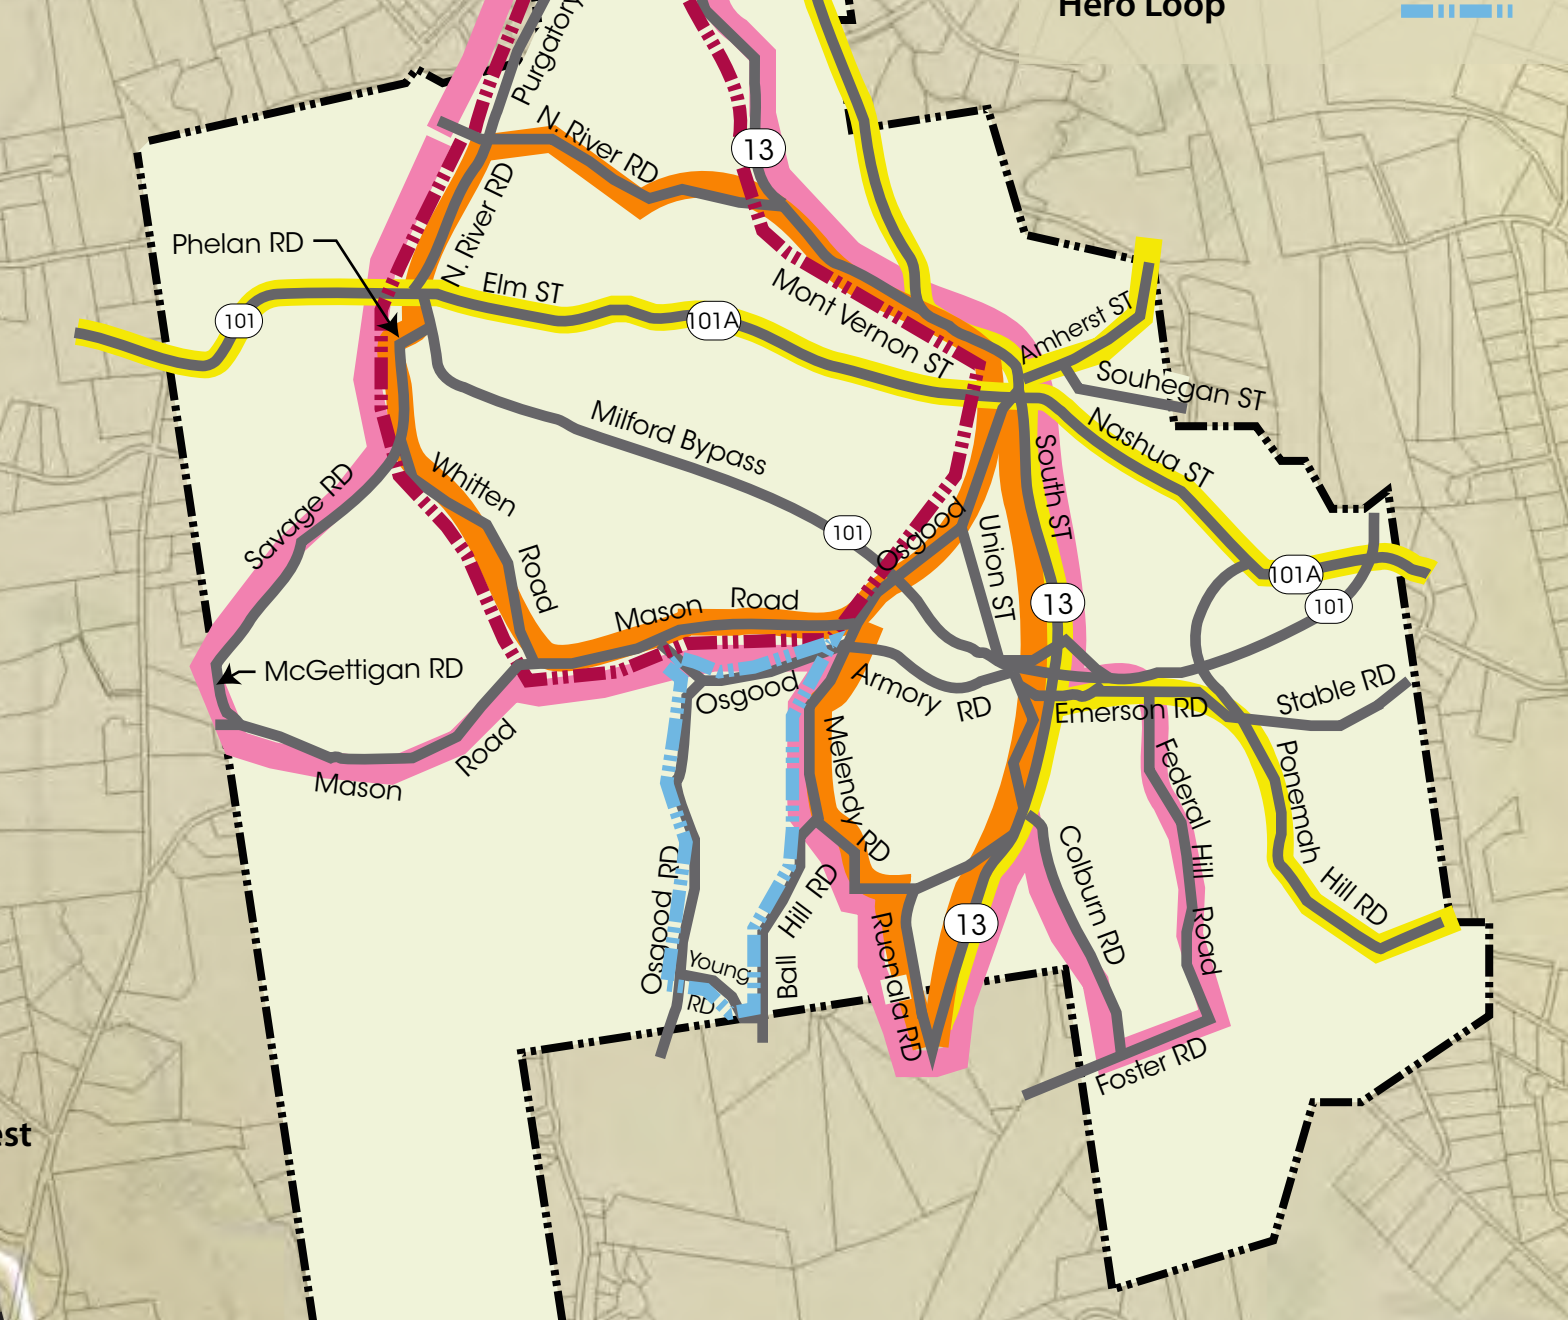 Hero Loop
Purgatory
N. River RD
13
N. River RD
Phelan RD
Elm ST
101
101A
Mont Vernon ST
Amherst ST
Souhegan ST
Nashua ST
Milford Bypass
South ST
Whitten
Road
Savage RD
101
Osgood
Union ST
101A
101
13
Mason Road
McGettigan RD
Osgood
Armory RD
Emerson RD
Stable RD
Mason
Road
Melendy RD
Federal Hill Road
Ponemah
Hill RD
Colburn RD
Osgood RD
Young
RD
Ball
Hill RD
Ruonala RD
13
Foster RD
est